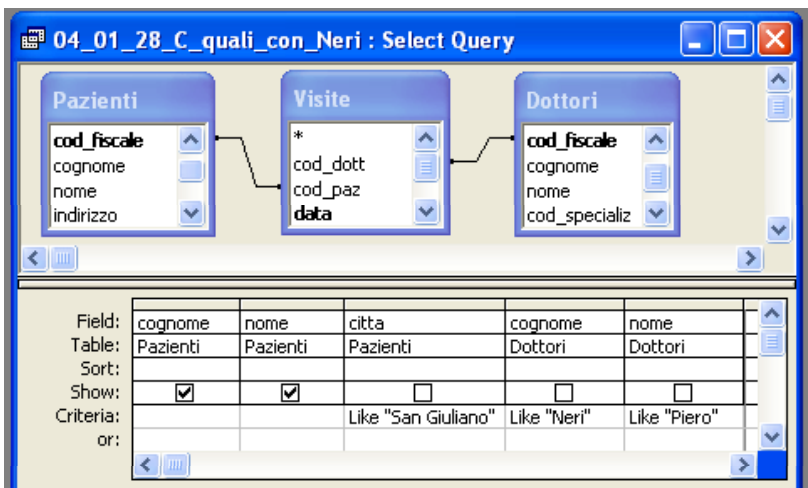 04_01_28_C_quali_con_Neri : Select Query
Pazienti
cod_fiscale
cognome
nome
indirizzo
Visite
*
cod_dott
cod_paz
data
Dottori
cod_fiscale
cognome
nome
cod_specializ
Field: cognome nome citta cognome nome
Table: Pazienti Pazienti Pazienti Dottori Dottori
Sort:
Show:
Criteria: Like "San Giuliano" Like "Neri" Like "Piero"
or: